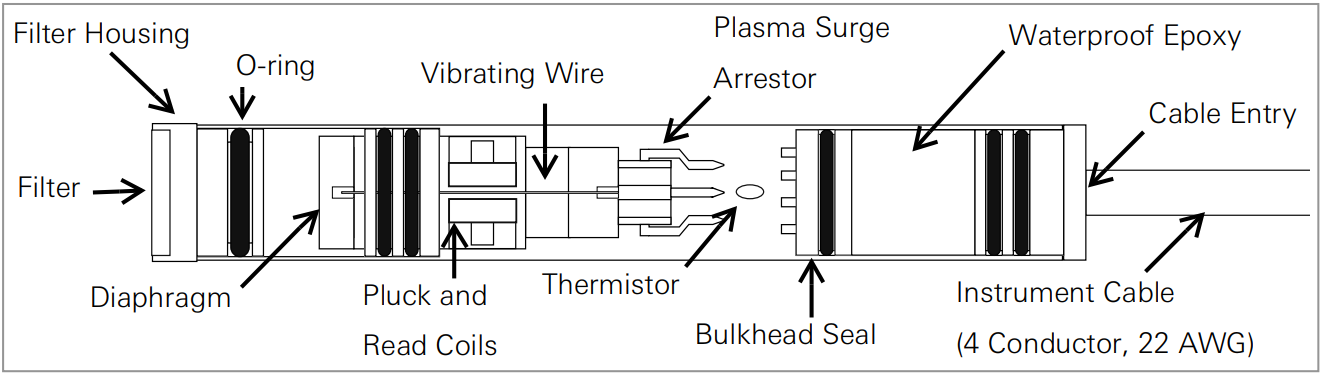 Filter Housing
O-ring
Vibrating Wire
Plasma Surge
Arrestor
Waterproof Epoxy
Cable Entry
Filter
Diaphragm
Pluck and
Read Coils
Thermistor
Bulkhead Seal
Instrument Cable
(4 Conductor, 22 AWG)